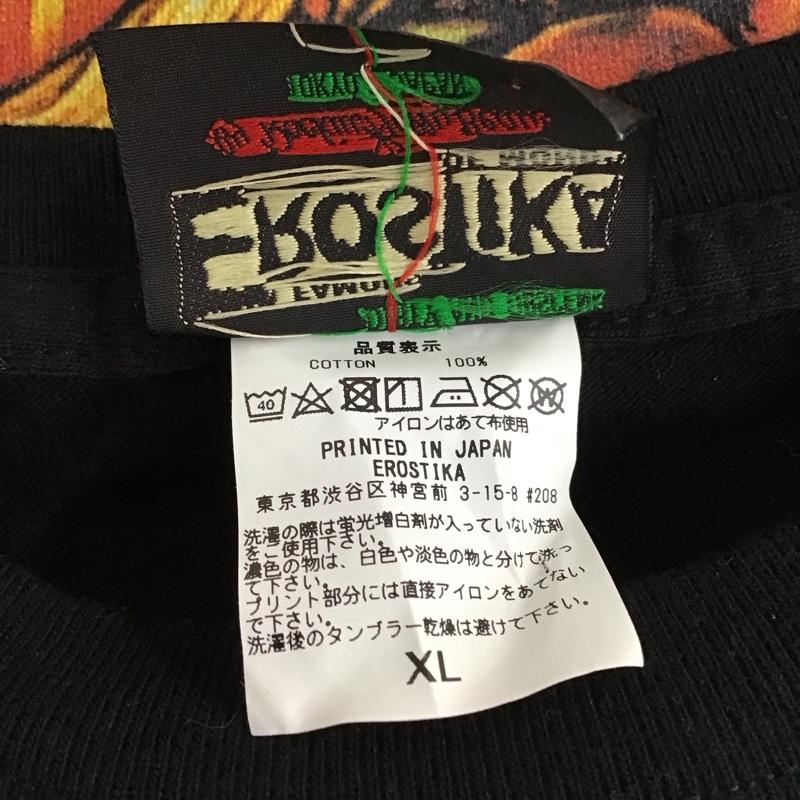 EROSTIKA
FAMOUS
品質表示
COTTON 100%
40
アイロンはあて布使用
PRINTED IN JAPAN
EROSTIKA
東京都渋谷区神宮前 3-15-8 #208
洗濯の際は蛍光増白剤が入っていない洗剤
をご使用下さい。
濃色の物は、白色や淡色の物と分けて洗っ
て下さい。
プリント部分には直接アイロンをあてない
で下さい。
洗濯後のタンブラー乾燥は避けて下さい。
XL